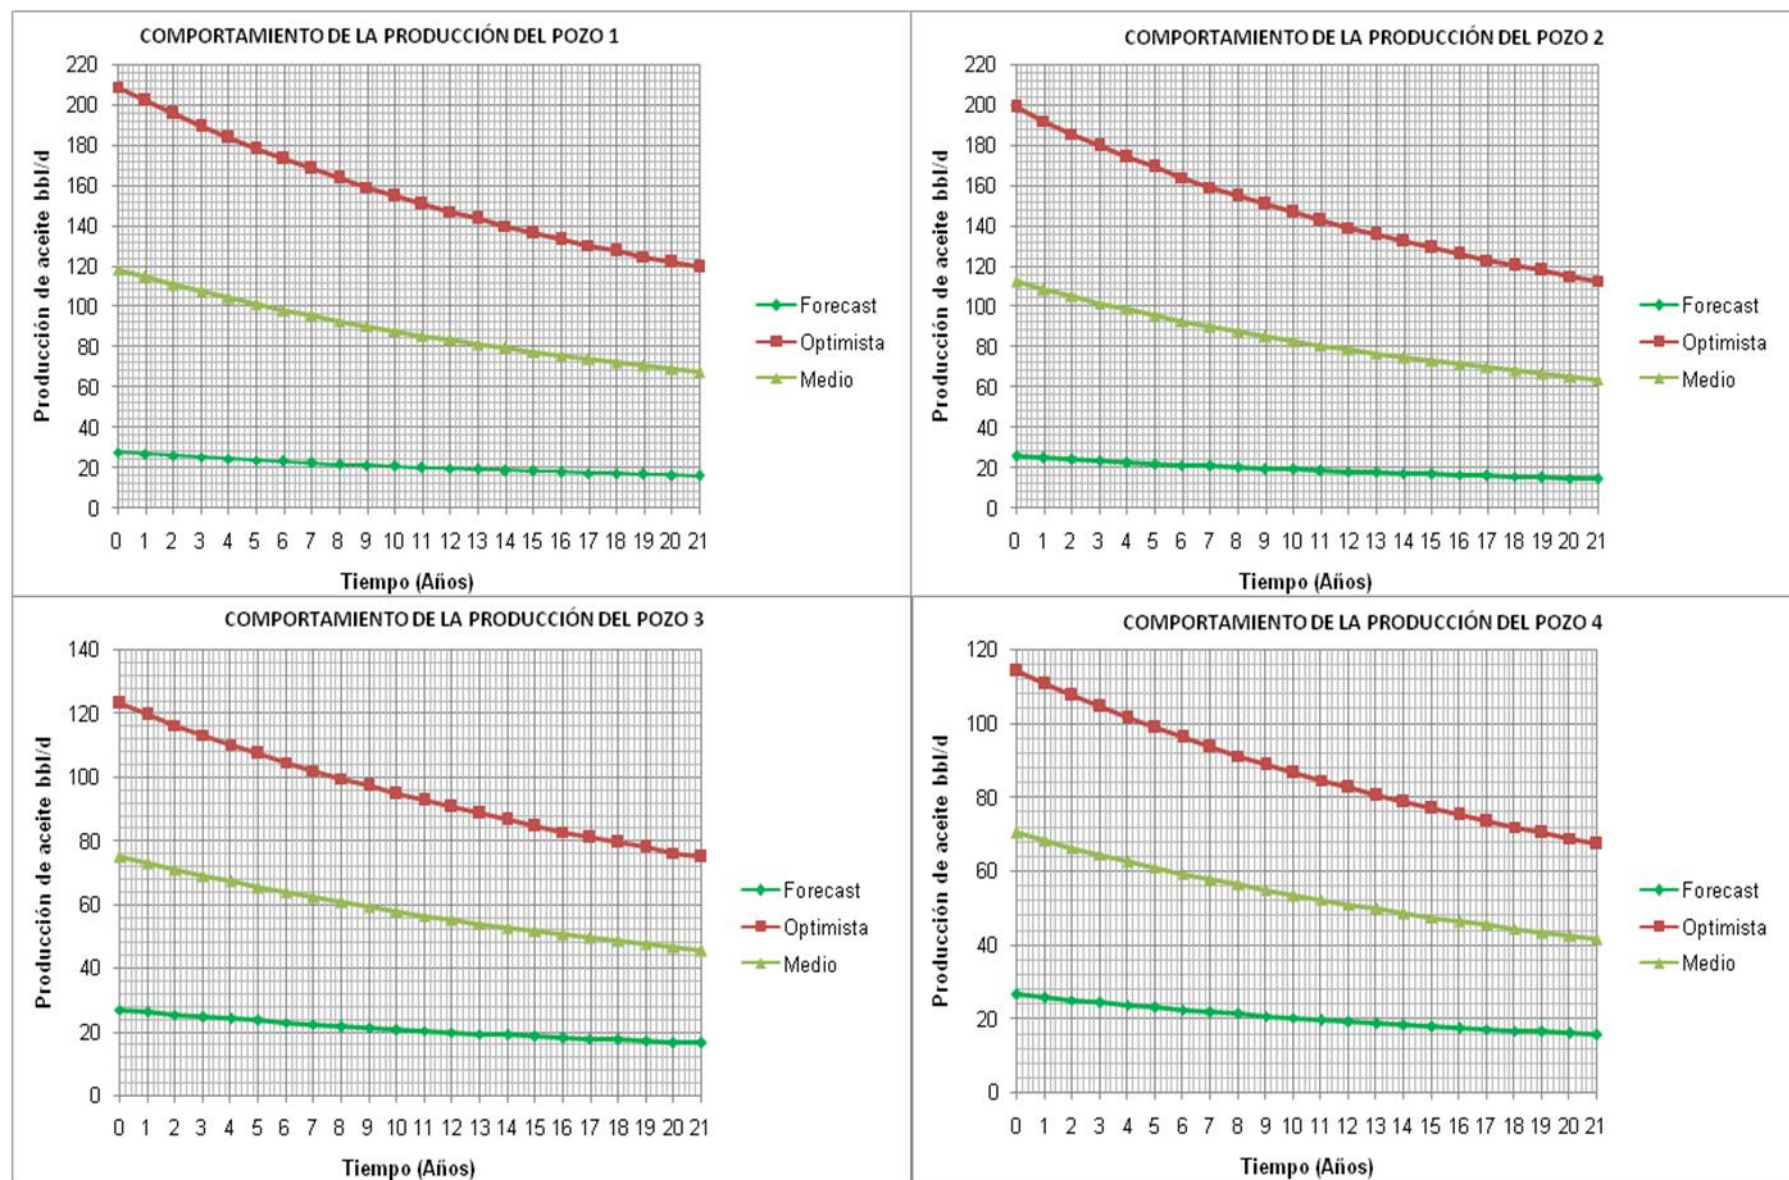 COMPORTAMIENTO DE LA PRODUCCIÓN DEL POZO 1
220
200
180
160
140
120
100
80
60
40
20
0
Producción de aceite bbl/d
0 1 2 3 4 5 6 7 8 9 10 11 12 13 14 15 16 17 18 19 20 21
Tiempo (Años)
Forecast
Optimista
Medio
COMPORTAMIENTO DE LA PRODUCCIÓN DEL POZO 2
220
200
180
160
140
120
100
80
60
40
20
0
Producción de aceite bbl/d
0 1 2 3 4 5 6 7 8 9 10 11 12 13 14 15 16 17 18 19 20 21
Tiempo (Años)
Forecast
Optimista
Medio
COMPORTAMIENTO DE LA PRODUCCIÓN DEL POZO 3
140
120
100
80
60
40
20
0
Producción de aceite bbl/d
0 1 2 3 4 5 6 7 8 9 10 11 12 13 14 15 16 17 18 19 20 21
Tiempo (Años)
Forecast
Optimista
Medio
COMPORTAMIENTO DE LA PRODUCCIÓN DEL POZO 4
120
100
80
60
40
20
0
Producción de aceite bbl/d
0 1 2 3 4 5 6 7 8 9 10 11 12 13 14 15 16 17 18 19 20 21
Tiempo (Años)
Forecast
Optimista
Medio